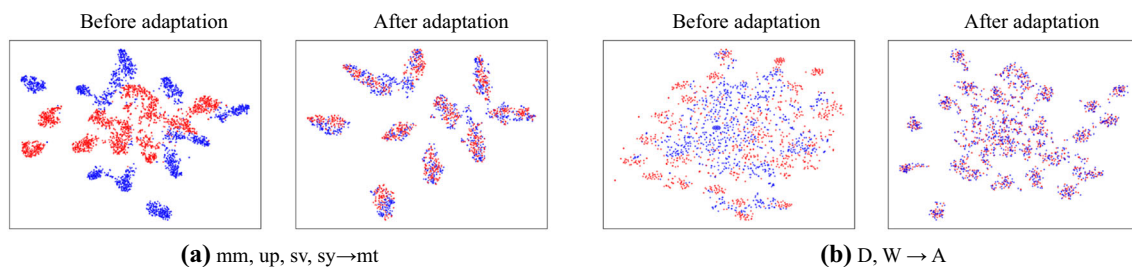 Before adaptation After adaptation Before adaptation After adaptation
(a) mm, up, sv, sy→mt (b) D, W → A